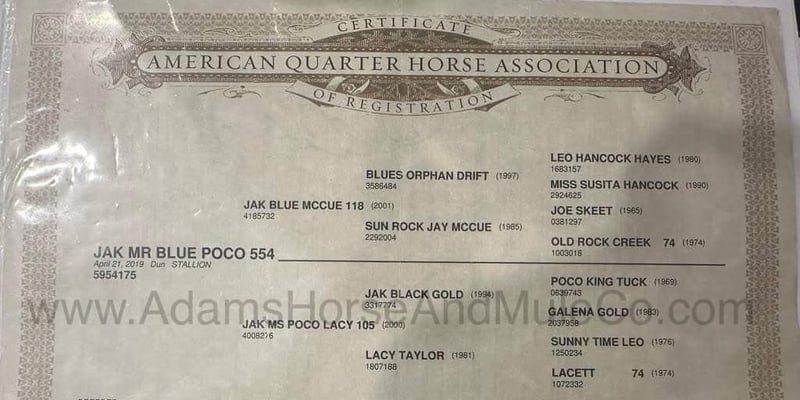 CERTIFICATE
AMERICAN QUARTER HORSE ASSOCIATION
OF REGISTRATION
LEO HANCOCK HAYES (1980)
1683157
BLUES ORPHAN DRIFT (1997)
3586484
MISS SUSITA HANCOCK (1990)
2924625
JAK BLUE MCCUE 118 (2001)
4185732
JOE SKEET (1965)
0381297
SUN ROCK JAY MCCUE (1985)
2292004
OLD ROCK CREEK 74 (1974)
1003018
JAK MR BLUE POCO 554
April 21, 2019 Dun STALLION
5954175
POCO KING TUCK (1969)
0639743
JAK BLACK GOLD (1994)
3317774
GALENA GOLD (1983)
2037958
www.AdamsHorseAndMuleCo.com
JAK MS POCO LACY 105 (2000)
4008276
SUNNY TIME LEO (1976)
1250234
LACY TAYLOR (1981)
1807188
LACETT 74 (1974)
1072332